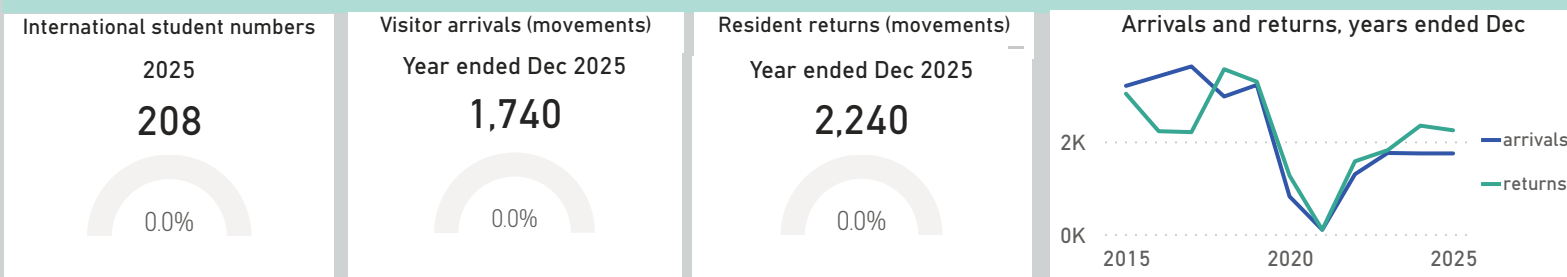 International student numbers
2025
208
0.0%
Visitor arrivals (movements)
Year ended Dec 2025
1,740
0.0%
Resident returns (movements)
Year ended Dec 2025
2,240
0.0%
Arrivals and returns, years ended Dec
2K
0K
2015 2020 2025
arrivals
returns